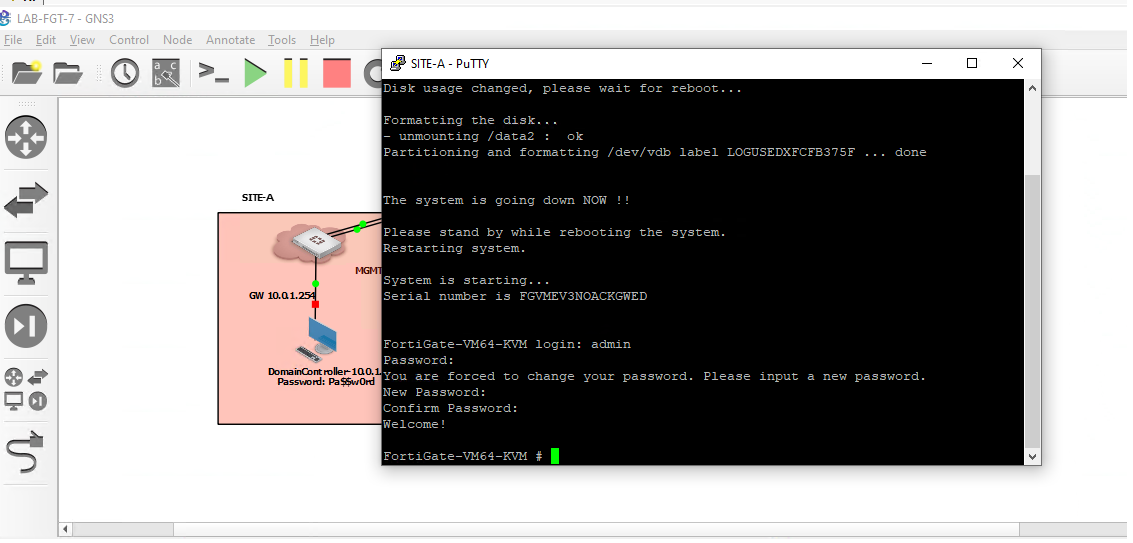 LAB-FGT-7 - GNS3
File Edit View Control Node Annotate Tools Help
SITE-A - PuTTY
Disk usage changed, please wait for reboot...
Formatting the disk...
- unmounting /data2 :  ok
Partitioning and formatting /dev/vdb label LOGUSEDXFCFB375F ... done
The system is going down NOW !!
Please stand by while rebooting the system.
Restarting system.
System is starting...
Serial number is FGVMEV3NOACKGWED
FortiGate-VM64-KVM login: admin
Password:
You are forced to change your password. Please input a new password.
New Password:
Confirm Password:
Welcome!
FortiGate-VM64-KVM #
SITE-A
MGMT
GW 10.0.1.254
DomainController-10.0.1.
Password: Pa$$w0rd